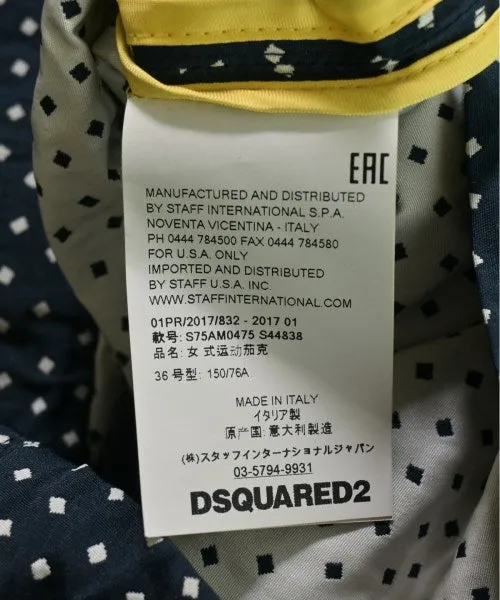 EAC
MANUFACTURED AND DISTRIBUTED
BY STAFF INTERNATIONAL S.P.A.
NOVENTA VICENTINA - ITALY
PH 0444 784500 FAX 0444 784580
FOR U.S.A. ONLY
IMPORTED AND DISTRIBUTED
BY STAFF U.S.A. INC.
WWW.STAFFINTERNATIONAL.COM
01PR/2017/832 - 2017 01
款号: S75AM0475 S44838
品名: 女式运动茄克
36 号型: 150/76A
MADE IN ITALY
イタリア製
原产国: 意大利製造
(株)スタッフインターナショナルジャパン
03-5794-9931
DSQUARED2